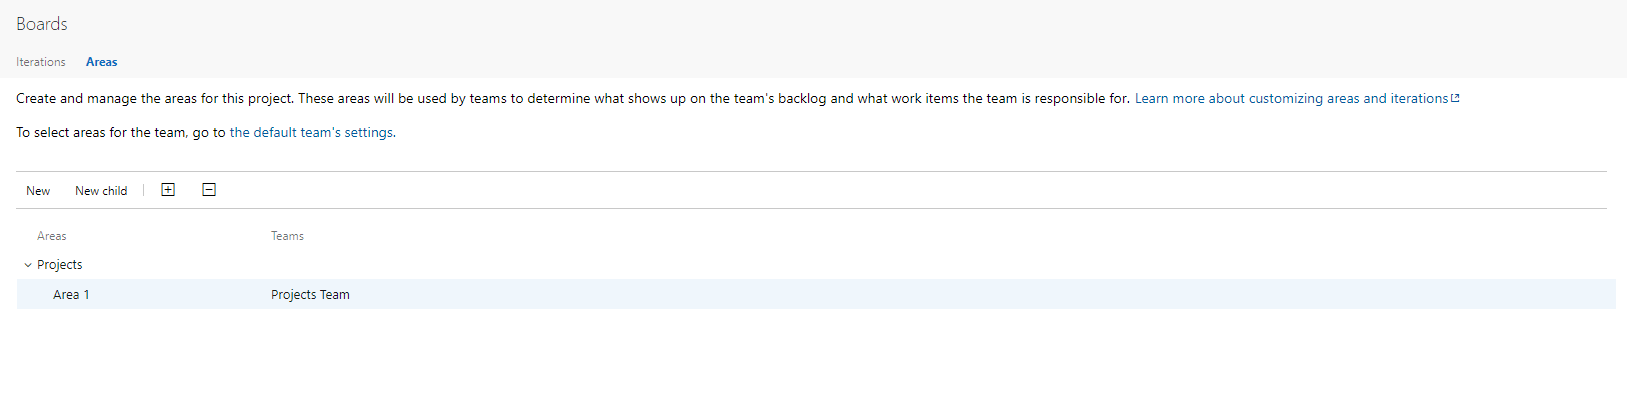 Boards
Iterations Areas
Create and manage the areas for this project. These areas will be used by teams to determine what shows up on the team's backlog and what work items the team is responsible for. Learn more about customizing areas and iterations
To select areas for the team, go to the default team's settings.
New New child
Areas Teams
Projects
Area 1 Projects Team